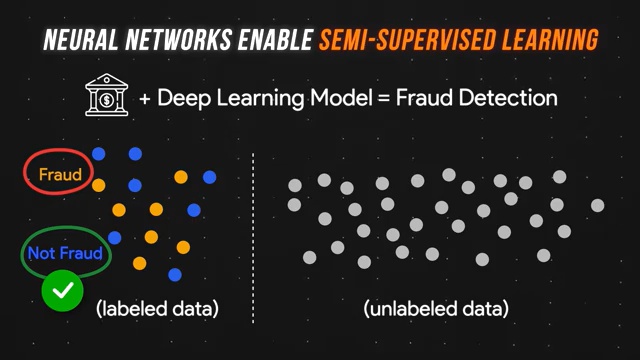 NEURAL NETWORKS ENABLE SEMI-SUPERVISED LEARNING
$ + Deep Learning Model = Fraud Detection
Fraud
Not Fraud
(labeled data)
(unlabeled data)